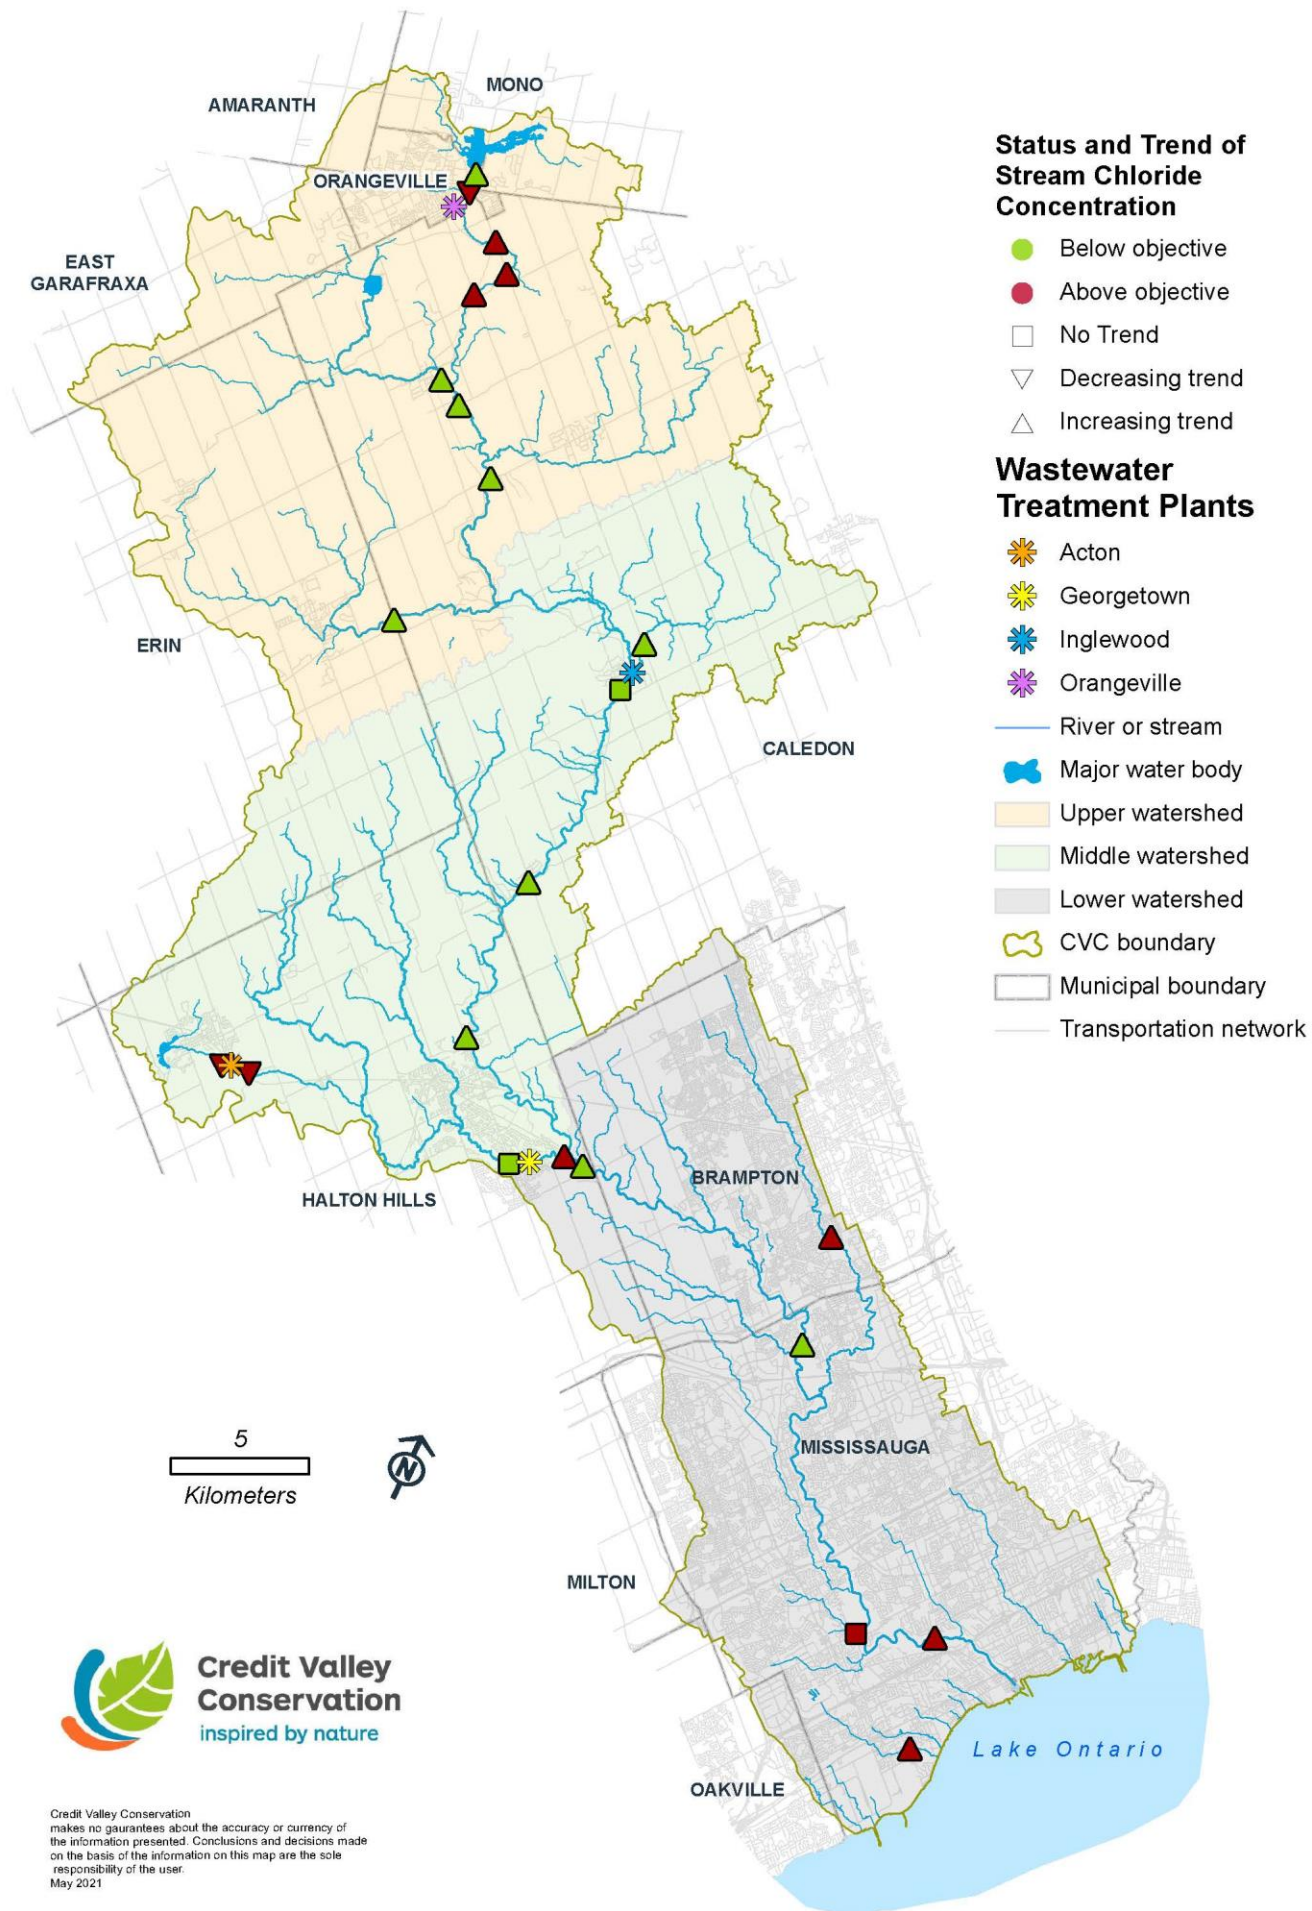 MONO
AMARANTH
ORANGEVILLE
EAST
GARAFRAXA
ERIN
CALEDON
HALTON HILLS
BRAMPTON
MISSISSAUGA
MILTON
OAKVILLE
Lake Ontario
Status and Trend of
Stream Chloride
Concentration
Below objective
Above objective
No Trend
Decreasing trend
Increasing trend
Wastewater
Treatment Plants
Acton
Georgetown
Inglewood
Orangeville
River or stream
Major water body
Upper watershed
Middle watershed
Lower watershed
CVC boundary
Municipal boundary
Transportation network
5
Kilometers
N
Credit Valley
Conservation
inspired by nature
Credit Valley Conservation
makes no gaurantees about the accuracy or currency of
the information presented. Conclusions and decisions made
on the basis of the information on this map are the sole
responsibility of the user.
May 2021